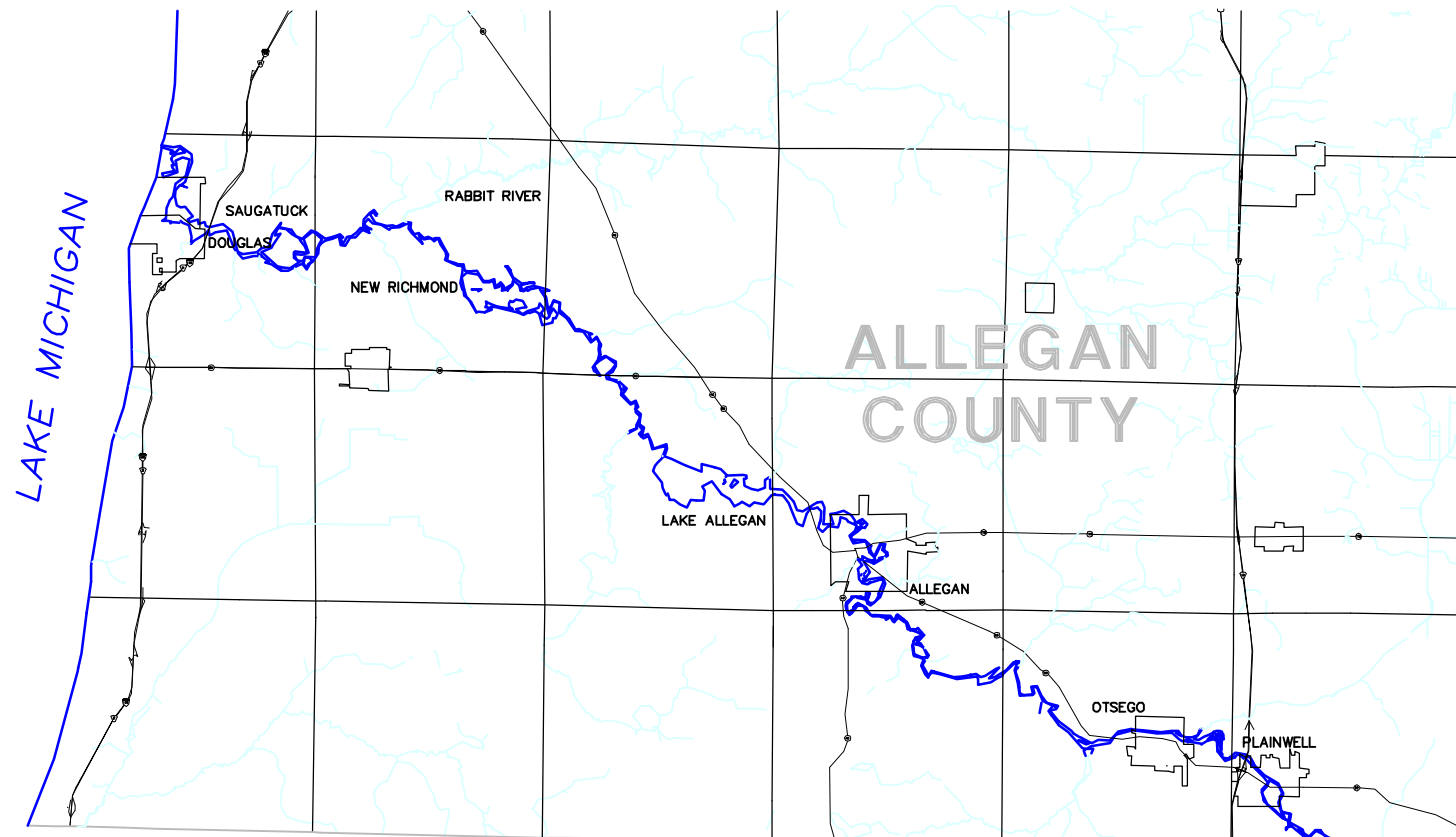 RABBIT RIVER
SAUGATUCK
DOUGLAS
NEW RICHMOND
LAKE MICHIGAN
ALLEGAN
COUNTY
LAKE ALLEGAN
ALLEGAN
OTSEGO
PLAINWELL